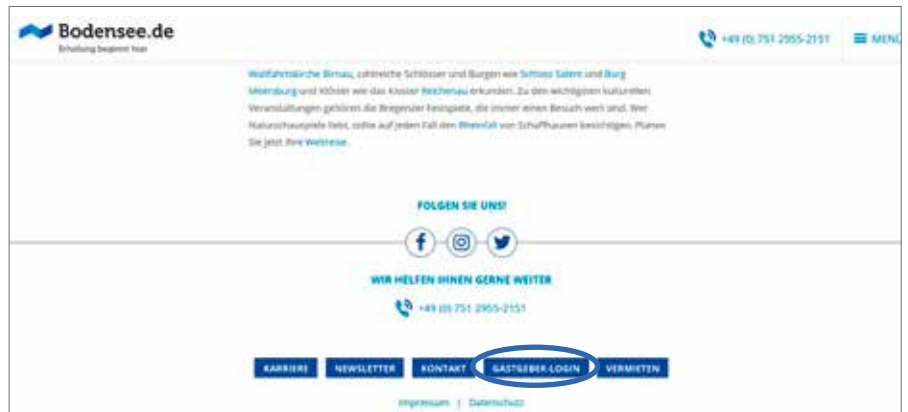 Bodensee.de
Erholung beginnt hier
+49 (0) 751 2955-2151
MENÜ
Wallfahrtskirche Birnau, zahlreiche Schlösser und Burgen wie Schloss Salem und Burg
Meersburg und Klöster wie das Kloster Reichenau erkunden. Zu den wichtigsten kulturellen
Veranstaltungen gehören die Bregenzer Festspiele, die immer einen Besuch wert sind. Wer
Naturschauspiele liebt, sollte auf jeden Fall den Rheinfall von Schaffhausen besichtigen. Planen
Sie jetzt Ihre
FOLGEN SIE UNS!
WIR HELFEN IHNEN GERNE WEITER
+49 (0) 751 2955-2151
KARRIERE NEWSLETTER KONTAKT GASTGEBER-LOGIN VERMIETEN
Impressum | Datenschutz